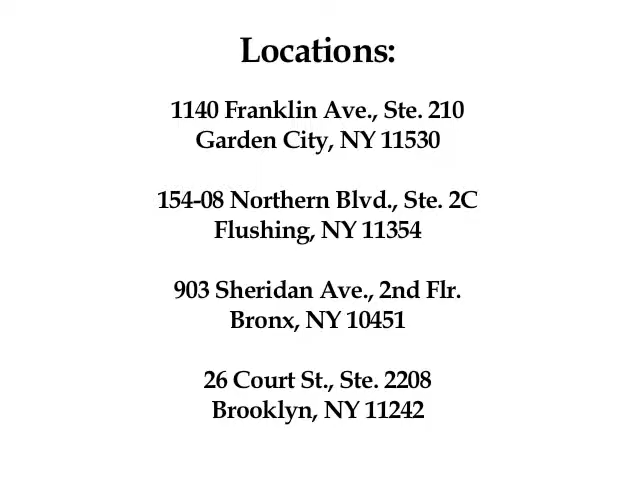 Locations:
1140 Franklin Ave., Ste. 210
Garden City, NY 11530
154-08 Northern Blvd., Ste. 2C
Flushing, NY 11354
903 Sheridan Ave., 2nd Flr.
Bronx, NY 10451
26 Court St., Ste. 2208
Brooklyn, NY 11242